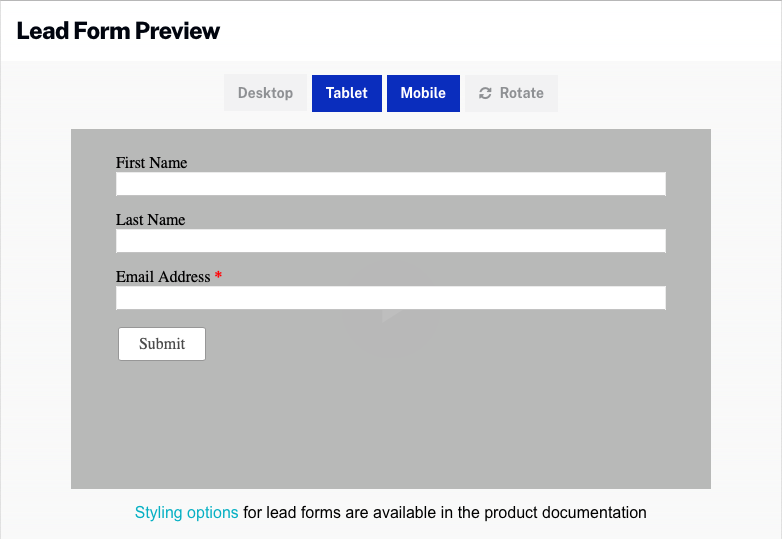 Lead Form Preview
Desktop Tablet Mobile Rotate
First Name
Last Name
Email Address *
Submit
Styling options for lead forms are available in the product documentation